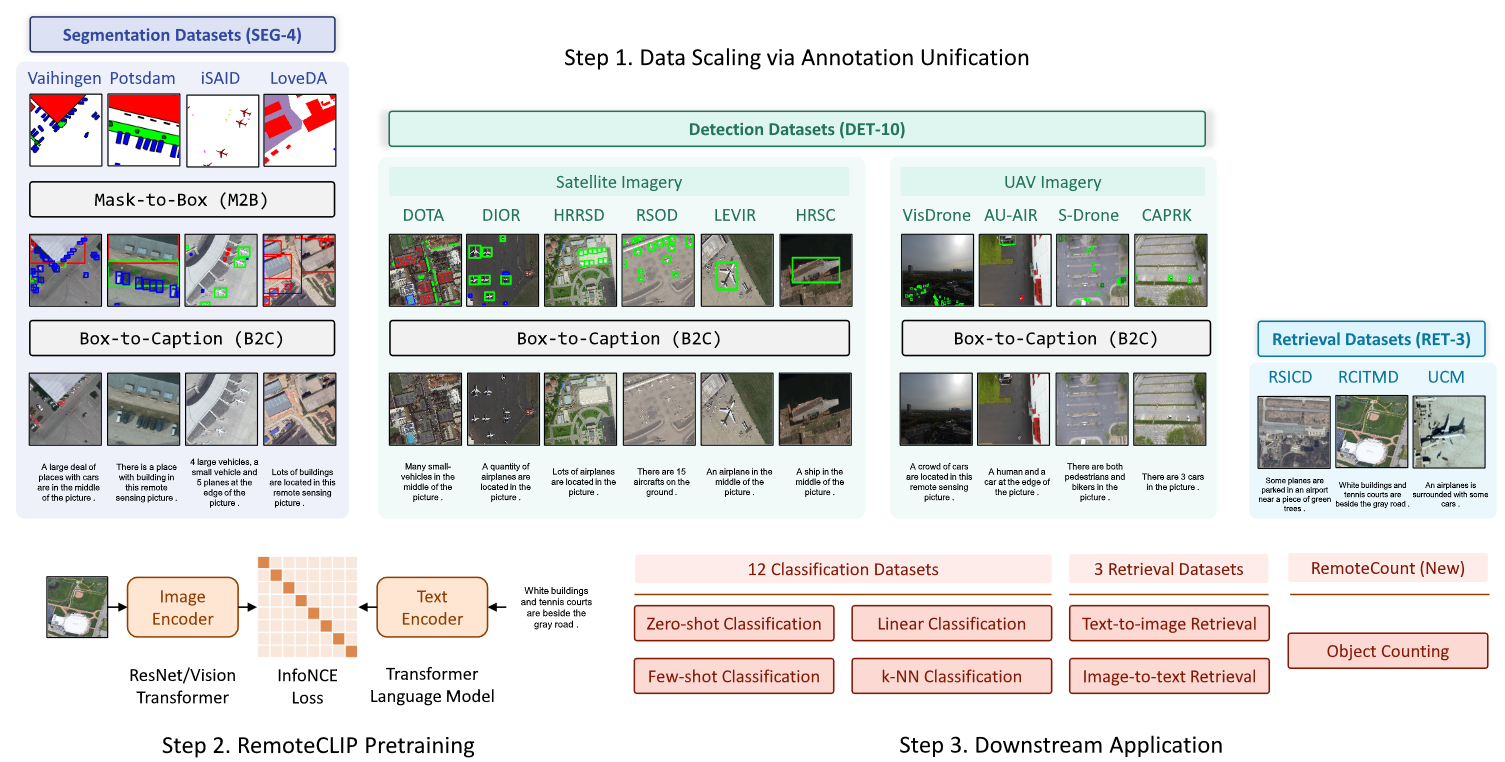 Segmentation Datasets (SEG-4)
Step 1. Data Scaling via Annotation Unification
Vaihingen Potsdam iSAID LoveDA
Mask-to-Box (M2B)
Box-to-Caption (B2C)
A large deal of
places with cars
are in the middle
of the picture .
There is a place
with building in
this remote
sensing picture .
4 large vehicles, a
small vehicle and
5 planes at the
edge of the
picture .
Lots of buildings
are located in this
remote sensing
picture .
Detection Datasets (DET-10)
Satellite Imagery
DOTA DIOR HRRSD RSOD LEVIR HRSC
Box-to-Caption (B2C)
Many small-
vehicles in the
middle of the
picture .
A quantity of
airplanes are
located in the
picture .
Lots of airplanes
are located in the
picture .
There are 15
aircrafts on the
ground .
An airplane in the
middle of the
picture .
A ship in the
middle of the
picture .
UAV Imagery
VisDrone AU-AIR S-Drone CAPRK
Box-to-Caption (B2C)
A crowd of cars
are located in this
remote sensing
picture .
A human and a
car at the edge of
the picture .
There are both
pedestrians and
bikers in the
picture .
There are 3 cars
in the picture .
Retrieval Datasets (RET-3)
RSICD RCITMD UCM
Some planes are
parked in an airport
near a piece of green
trees .
White buildings and
tennis courts are
beside the gray road .
An airplanes is
surrounded with some
cars .
Image
Encoder
Text
Encoder
White buildings
and tennis courts
are beside the
gray road .
ResNet/Vision
Transformer
InfoNCE
Loss
Transformer
Language Model
Step 2. RemoteCLIP Pretraining
12 Classification Datasets
3 Retrieval Datasets
RemoteCount (New)
Zero-shot Classification
Linear Classification
Text-to-image Retrieval
Object Counting
Few-shot Classification
k-NN Classification
Image-to-text Retrieval
Step 3. Downstream Application